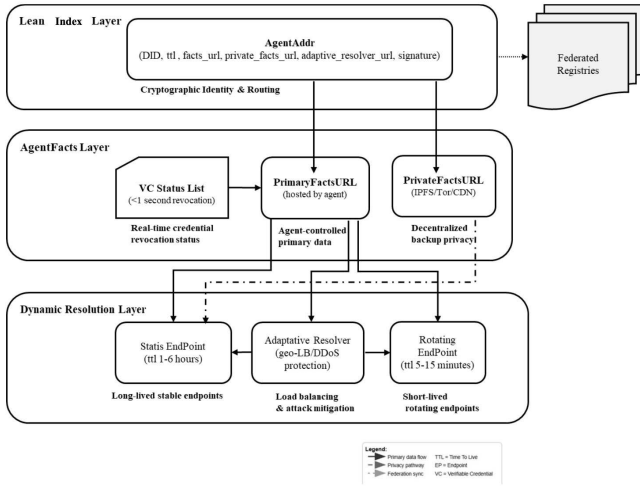 Lean Index Layer
AgentAddr
(DID, ttl , facts_url, private_facts_url, adaptive_resolver_url, signature)
Cryptographic Identity & Routing
Federated
Registries
AgentFacts Layer
VC Status List
(<1 second revocation)
Real-time credential
revocation status
PrimaryFactsURL
(hosted by agent)
Agent-controlled
primary data
PrivateFactsURL
(IPFS/Tor/CDN)
Decentralized
backup privacy
Dynamic Resolution Layer
Statis EndPoint
(ttl 1-6 hours)
Long-lived stable endpoints
Adaptative Resolver
(geo-LB/DDoS
protection)
Load balancing
& attack mitigation
Rotating
EndPoint
(ttl 5-15 minutes)
Short-lived
rotating endpoints
Legend:
Primary data flow TTL = Time To Live
Privacy pathway EP = Endpoint
Federation sync VC = Verifiable Credential